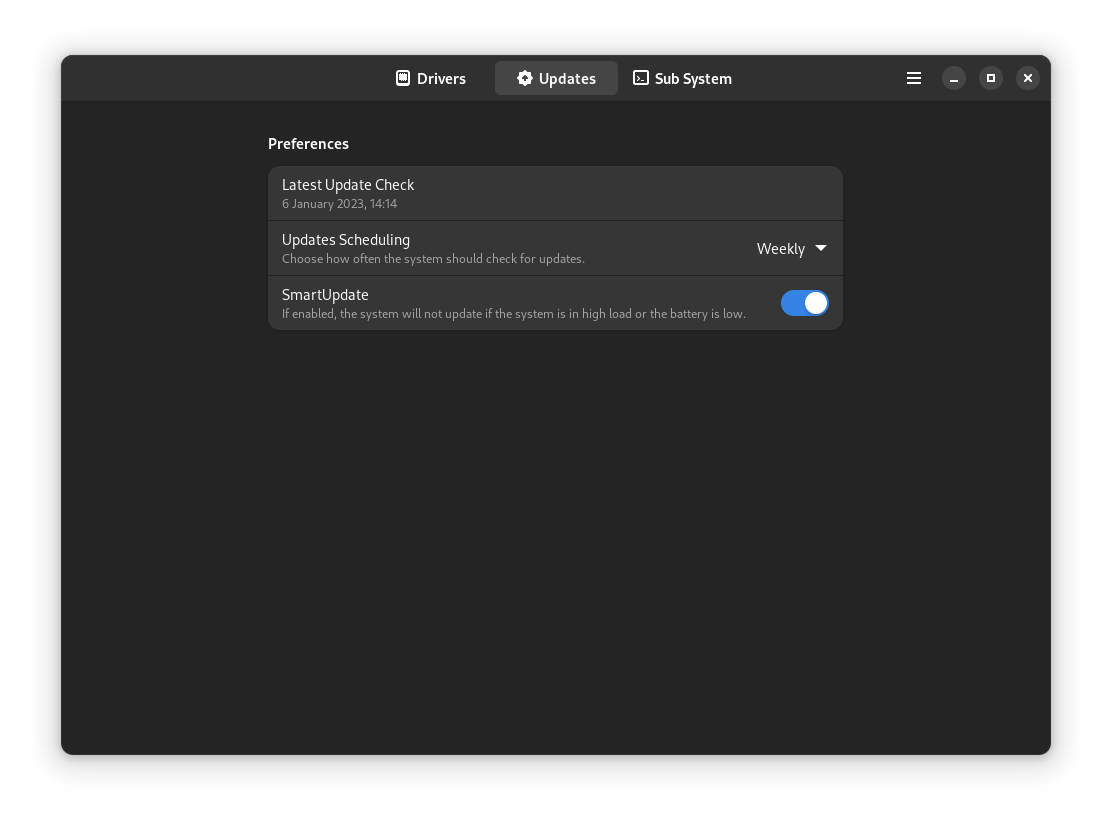 Drivers
Updates
Sub System
Preferences
Latest Update Check
6 January 2023, 14:14
Updates Scheduling
Choose how often the system should check for updates.
Weekly
SmartUpdate
If enabled, the system will not update if the system is in high load or the battery is low.